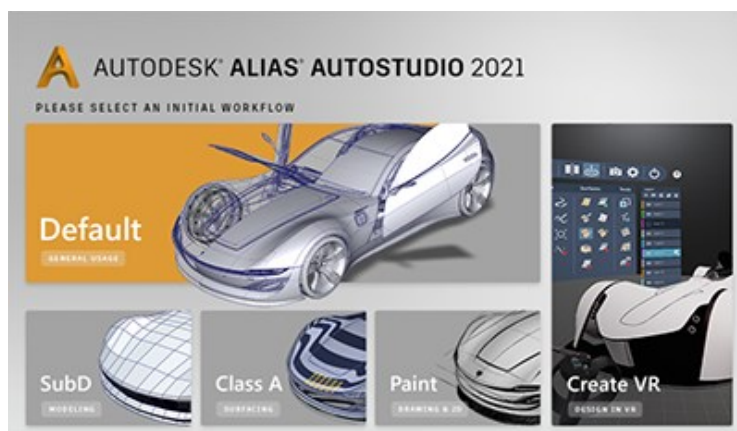 AUTODESK® ALIAS® AUTOSTUDIO 2021
PLEASE SELECT AN INITIAL WORKFLOW
Default
GENERAL USAGE
SubD
MODELING
Class A
SURFACING
Paint
DRAWING & 2D
Create VR
DESIGN IN VR